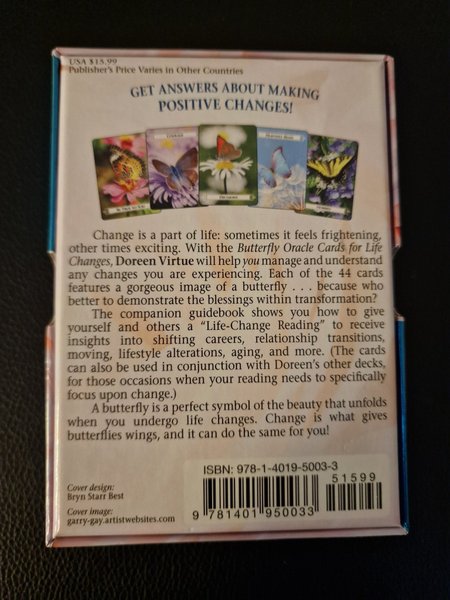 USA $15.99
Publisher's Price Varies in Other Countries
GET ANSWERS ABOUT MAKING
POSITIVE CHANGES!
Change is a part of life: sometimes it feels frightening,
other times exciting. With the Butterfly Oracle Cards for Life
Changes, Doreen Virtue will help you manage and understand
any changes you are experiencing. Each of the 44 cards
features a gorgeous image of a butterfly . . . because who
better to demonstrate the blessings within transformation?
The companion guidebook shows you how to give
yourself and others a “Life-Change Reading” to receive
insights into shifting careers, relationship transitions,
moving, lifestyle alterations, aging, and more. (The cards
can also be used in conjunction with Doreen's other decks,
for those occasions when your reading needs to specifically
focus upon change.)
A butterfly is a perfect symbol of the beauty that unfolds
when you undergo life changes. Change is what gives
butterflies wings, and it can do the same for you!
ISBN: 978-1-4019-5003-3
51599
9 781401 950033
Cover design:
Bryn Starr Best
Cover image:
garry-gay.artistwebsites.com